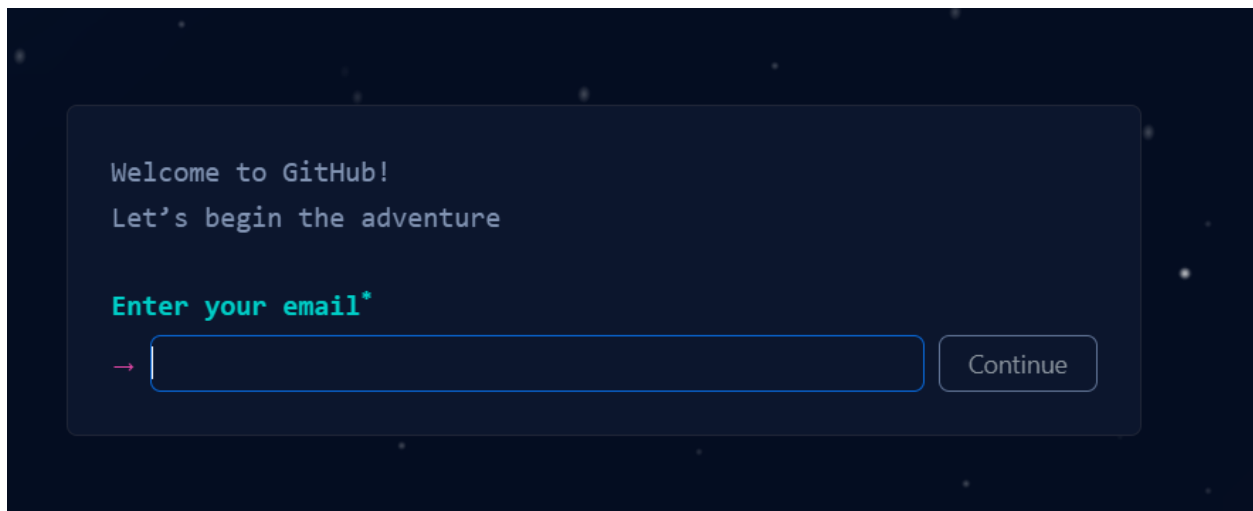 Welcome to GitHub!
Let’s begin the adventure
Enter your email*
→ Continue